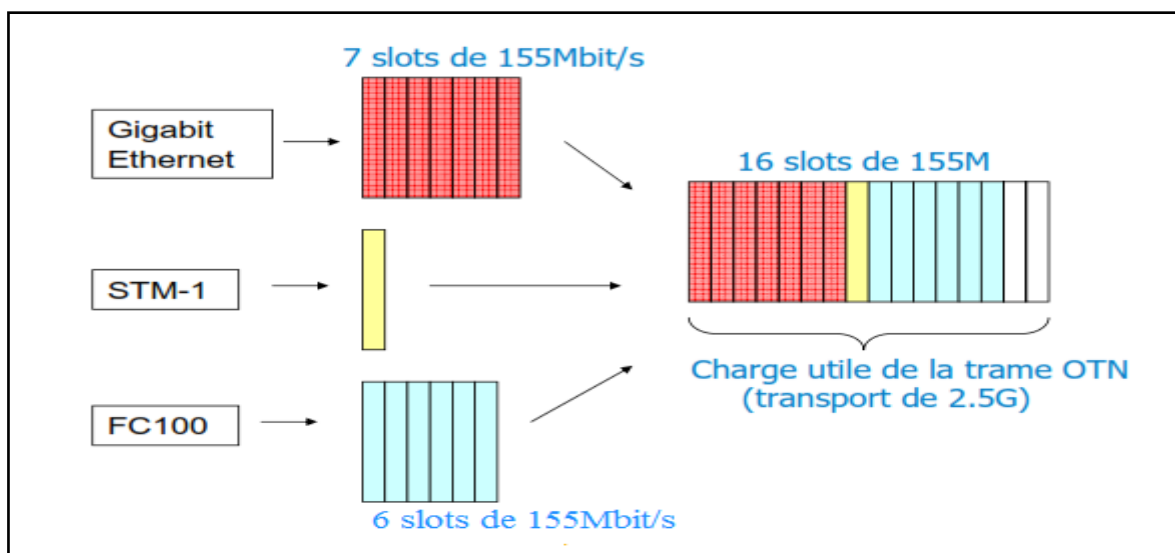 7 slots de 155Mbit/s
Gigabit
Ethernet
16 slots de 155M
STM-1
Charge utile de la trame OTN
(transport de 2.5G)
FC100
6 slots de 155Mbit/s